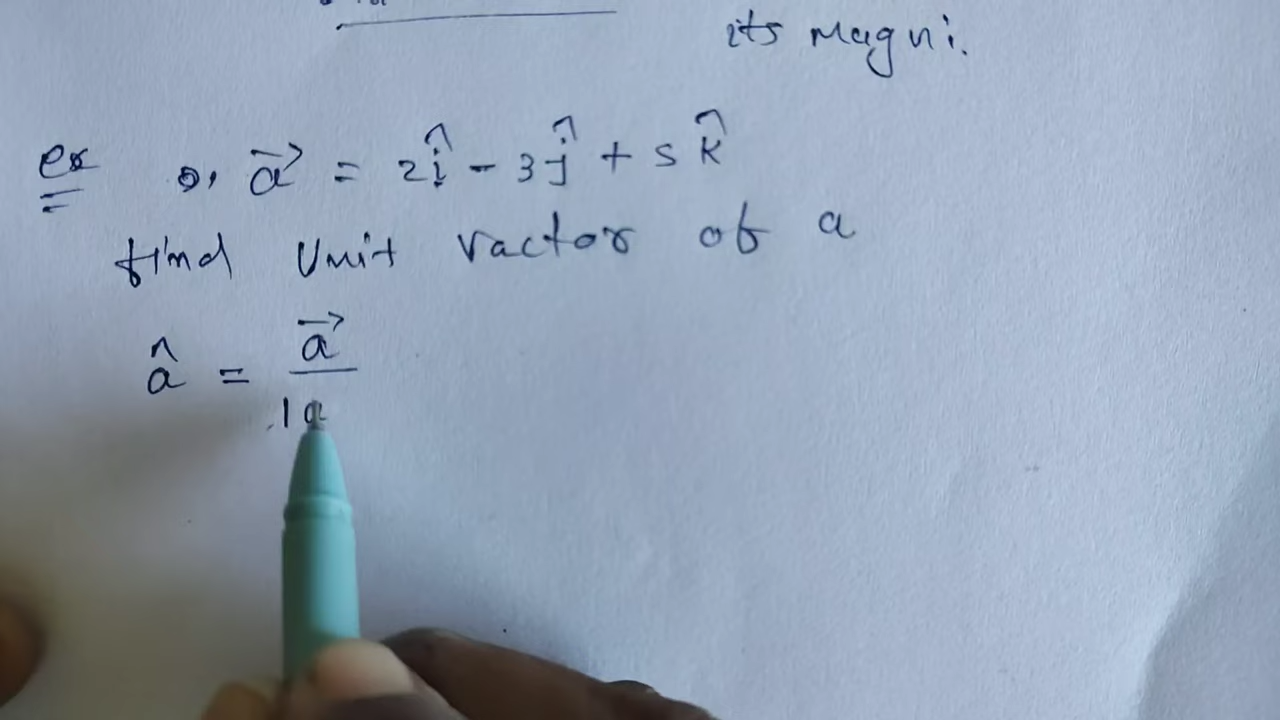 its Magni.
ex a⃗ = 2î - 3ĵ + 5k̂
find Unit Vactor of a
â = a⃗ / |a